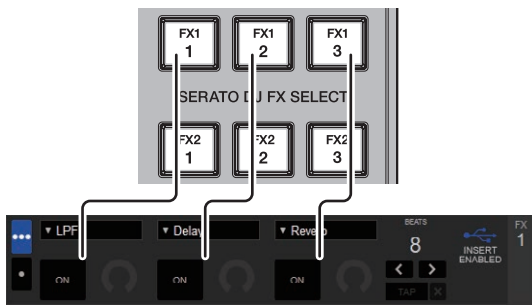 FX1
1
FX1
2
FX1
3
SERATO DJ FX SELECT
FX2
1
FX2
2
FX2
3
LPF
Delay
Reverb
BEATS
8
INSERT
ENABLED
FX
1
ON
ON
ON
< >
TAP X